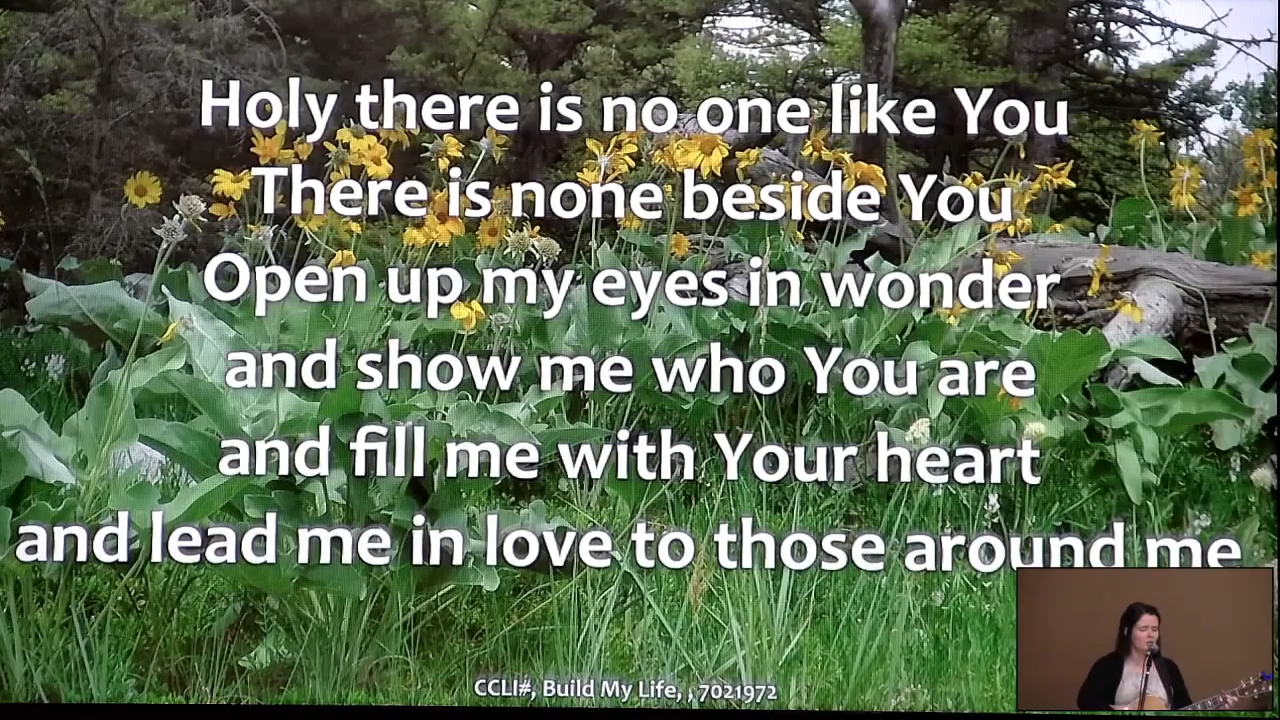 Holy there is no one like You
There is none beside You
Open up my eyes in wonder
and show me who You are
and fill me with Your heart
and lead me in love to those around me
CCLI#, Build My Life, , 7021972